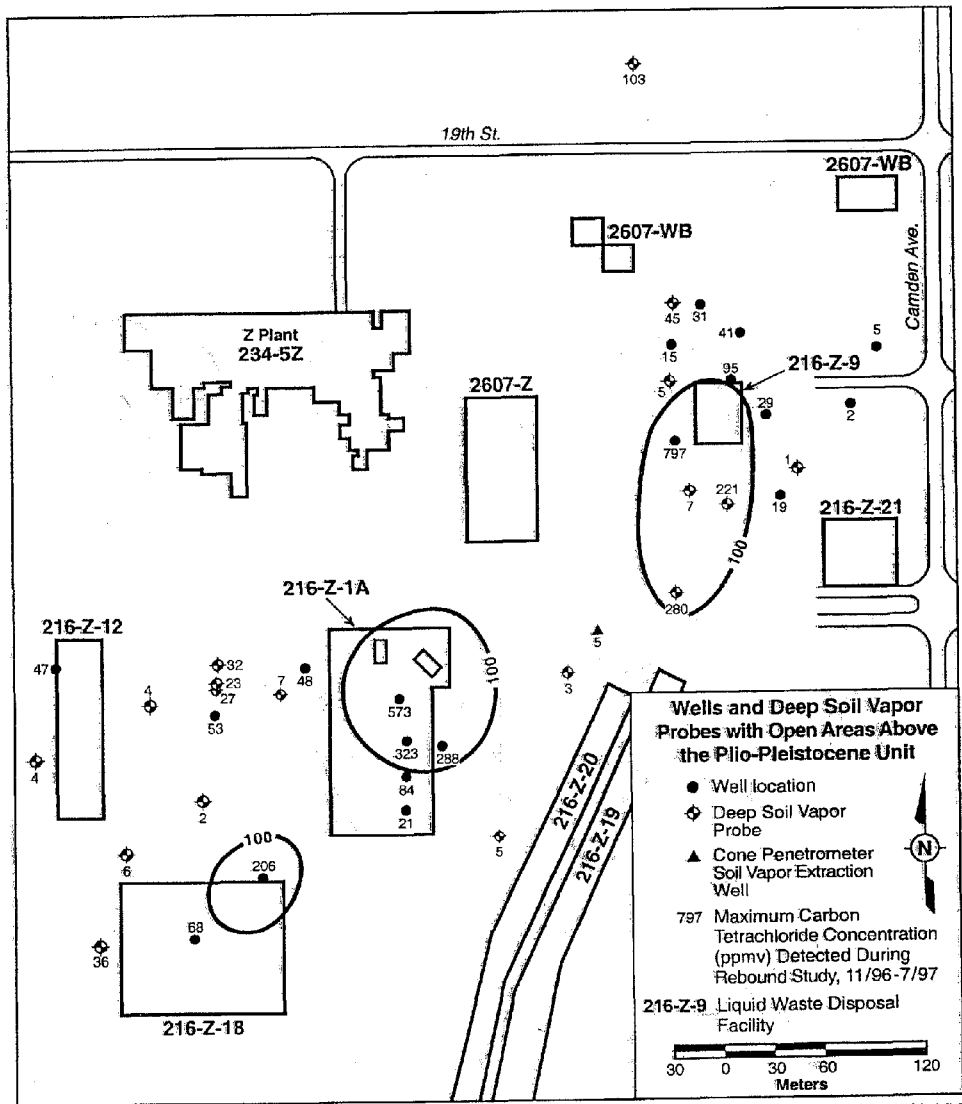 103
19th St.
2607-WB
2607-WB
Camden Ave.
Z Plant
234-5Z
45
31
41
15
5
5
95
216-Z-9
2607-Z
29
2
797
1
7
221
19
216-Z-21
100
280
216-Z-1A
216-Z-12
5
47
32
23
27
7
48
4
53
573
100
3
323
288
4
84
2
21
5
216-Z-20
216-Z-19
100
6
206
68
36
216-Z-18
Wells and Deep Soil Vapor
Probes with Open Areas Above
the Plio-Pleistocene Unit
Well location
Deep Soil Vapor
Probe
Cone Penetrometer
Soil Vapor Extraction
Well
N
797 Maximum Carbon
Tetrachloride Concentration
(ppmv) Detected During
Rebound Study, 11/96-7/97
216-Z-9 Liquid Waste Disposal
Facility
30 0 30 60 120
Meters